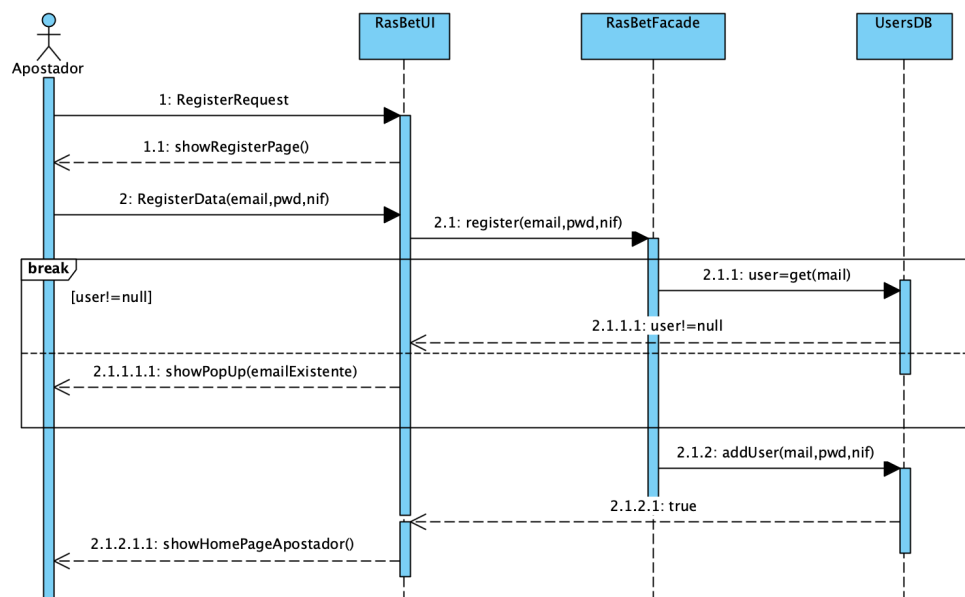 Apostador
RasBetUI
RasBetFacade
UsersDB
1: RegisterRequest
1.1: showRegisterPage()
2: RegisterData(email,pwd,nif)
2.1: register(email,pwd,nif)
break
[user!=null]
2.1.1: user=get(mail)
2.1.1.1: user!=null
2.1.1.1.1: showPopUp(emailExistente)
2.1.2: addUser(mail,pwd,nif)
2.1.2.1: true
2.1.2.1.1: showHomePageApostador()